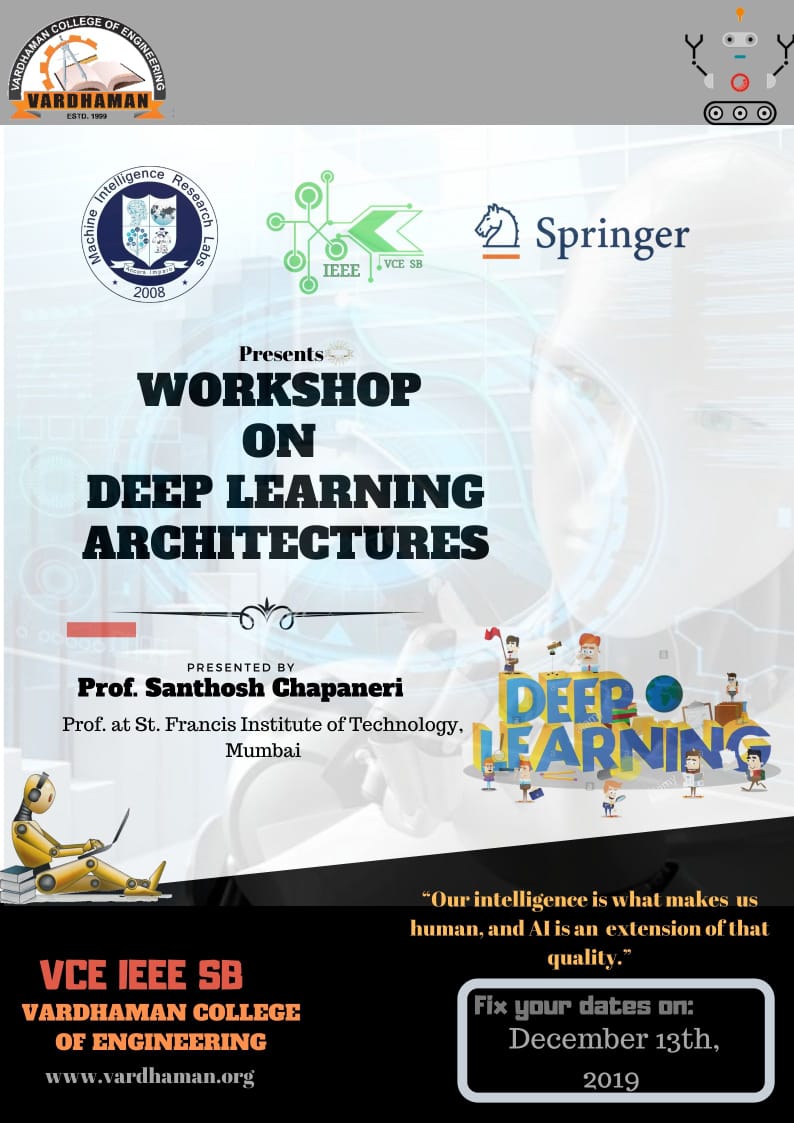 VARDHAMAN COLLEGE OF ENGINEERING
VARDHAMAN
ESTD. 1999
Machine Intelligence Research Labs
Ancora Imparo
★ 2008 ★
IEEE
VCE SB
Springer
Presents
WORKSHOP
ON
DEEP LEARNING
ARCHITECTURES
PRESENTED BY
Prof. Santhosh Chapaneri
Prof. at St. Francis Institute of Technology,
Mumbai
DEEP
LEARNING
“Our intelligence is what makes us
human, and AI is an extension of that
quality.”
VCE IEEE SB
VARDHAMAN COLLEGE
OF ENGINEERING
www.vardhaman.org
Fix your dates on:
December 13th,
2019